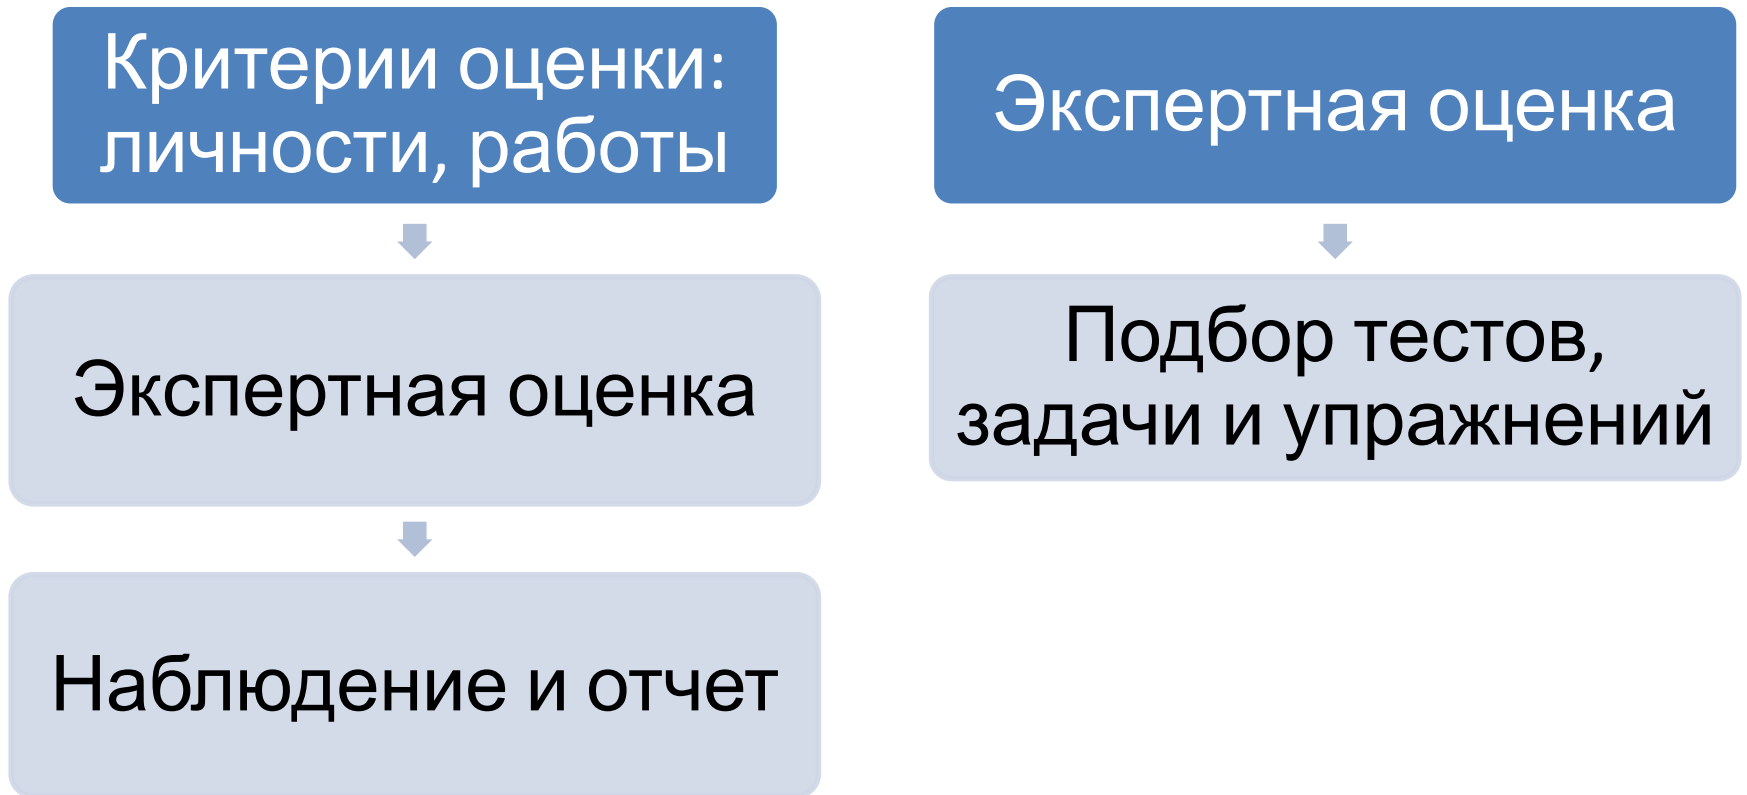 Критерии оценки:
личности, работы
Экспертная оценка
Наблюдение и отчет
Экспертная оценка
Подбор тестов,
задачи и упражнений